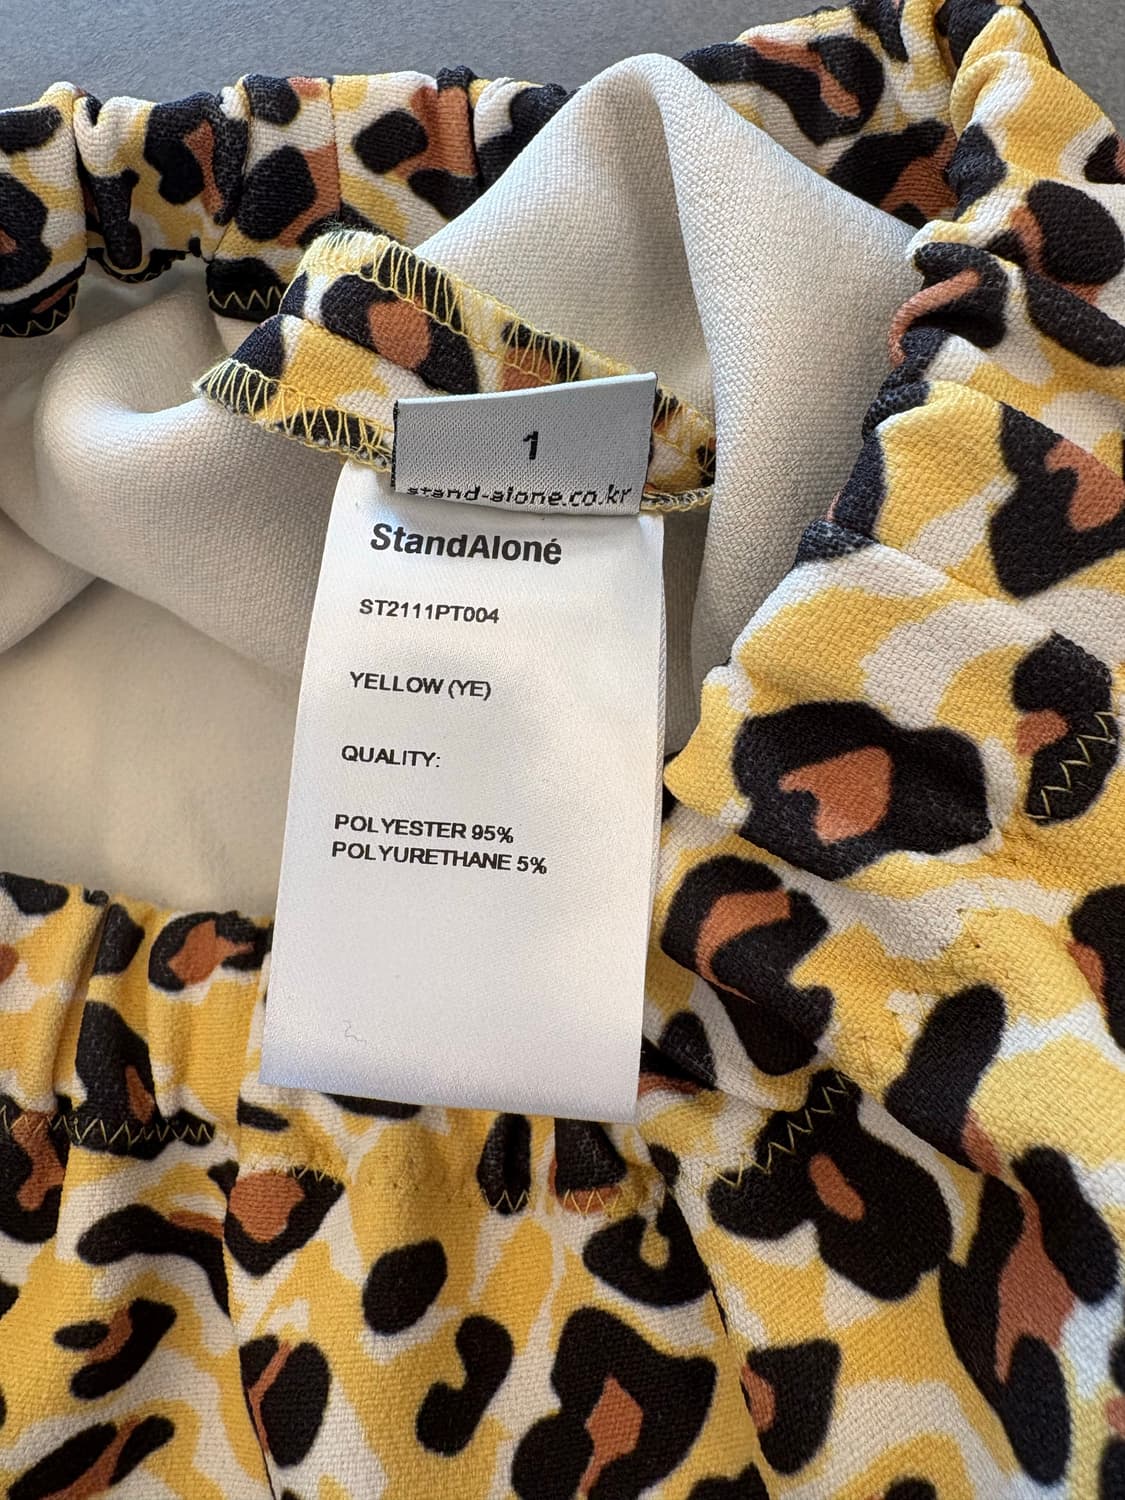 1
stand-alone.co.kr
StandAloné
ST2111PT004
YELLOW (YE)
QUALITY:
POLYESTER 95%
POLYURETHANE 5%